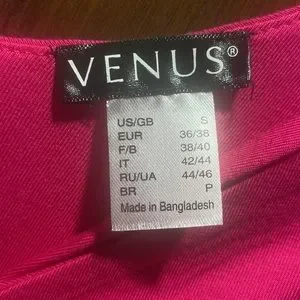 VENUS®
US/GB S
EUR 36/38
F/B 38/40
IT 42/44
RU/UA 44/46
BR P
Made in Bangladesh